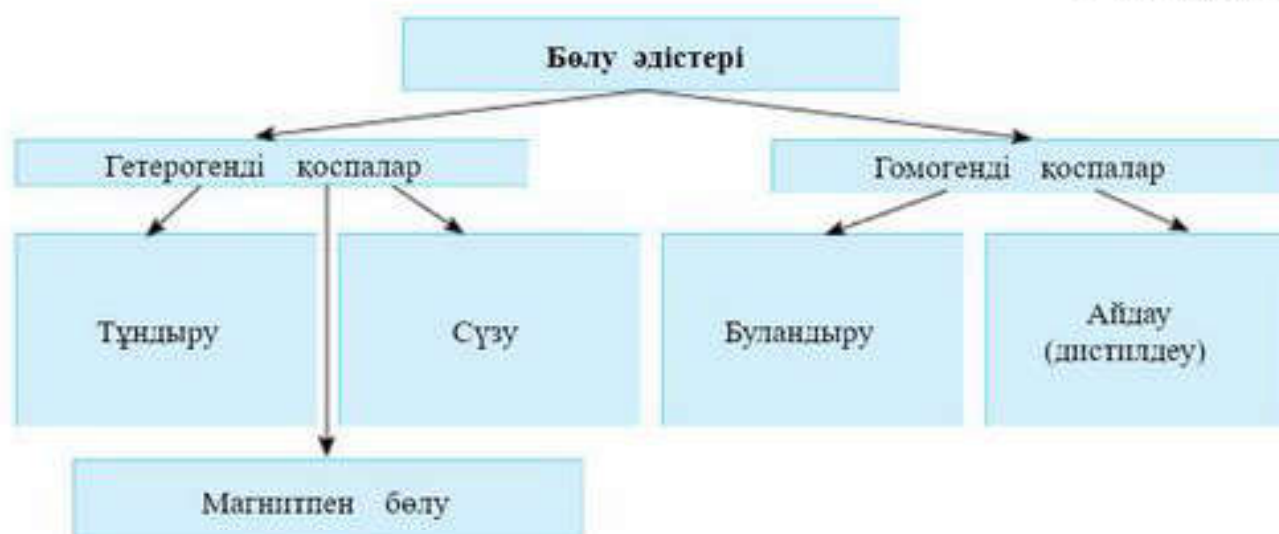 Бөлу әдістері
Гетерогенді қоспалар
Гомогенді қоспалар
Тұндыру
Сүзу
Буландыру
Айдау
(дистилдеу)
Магнитпен бөлу